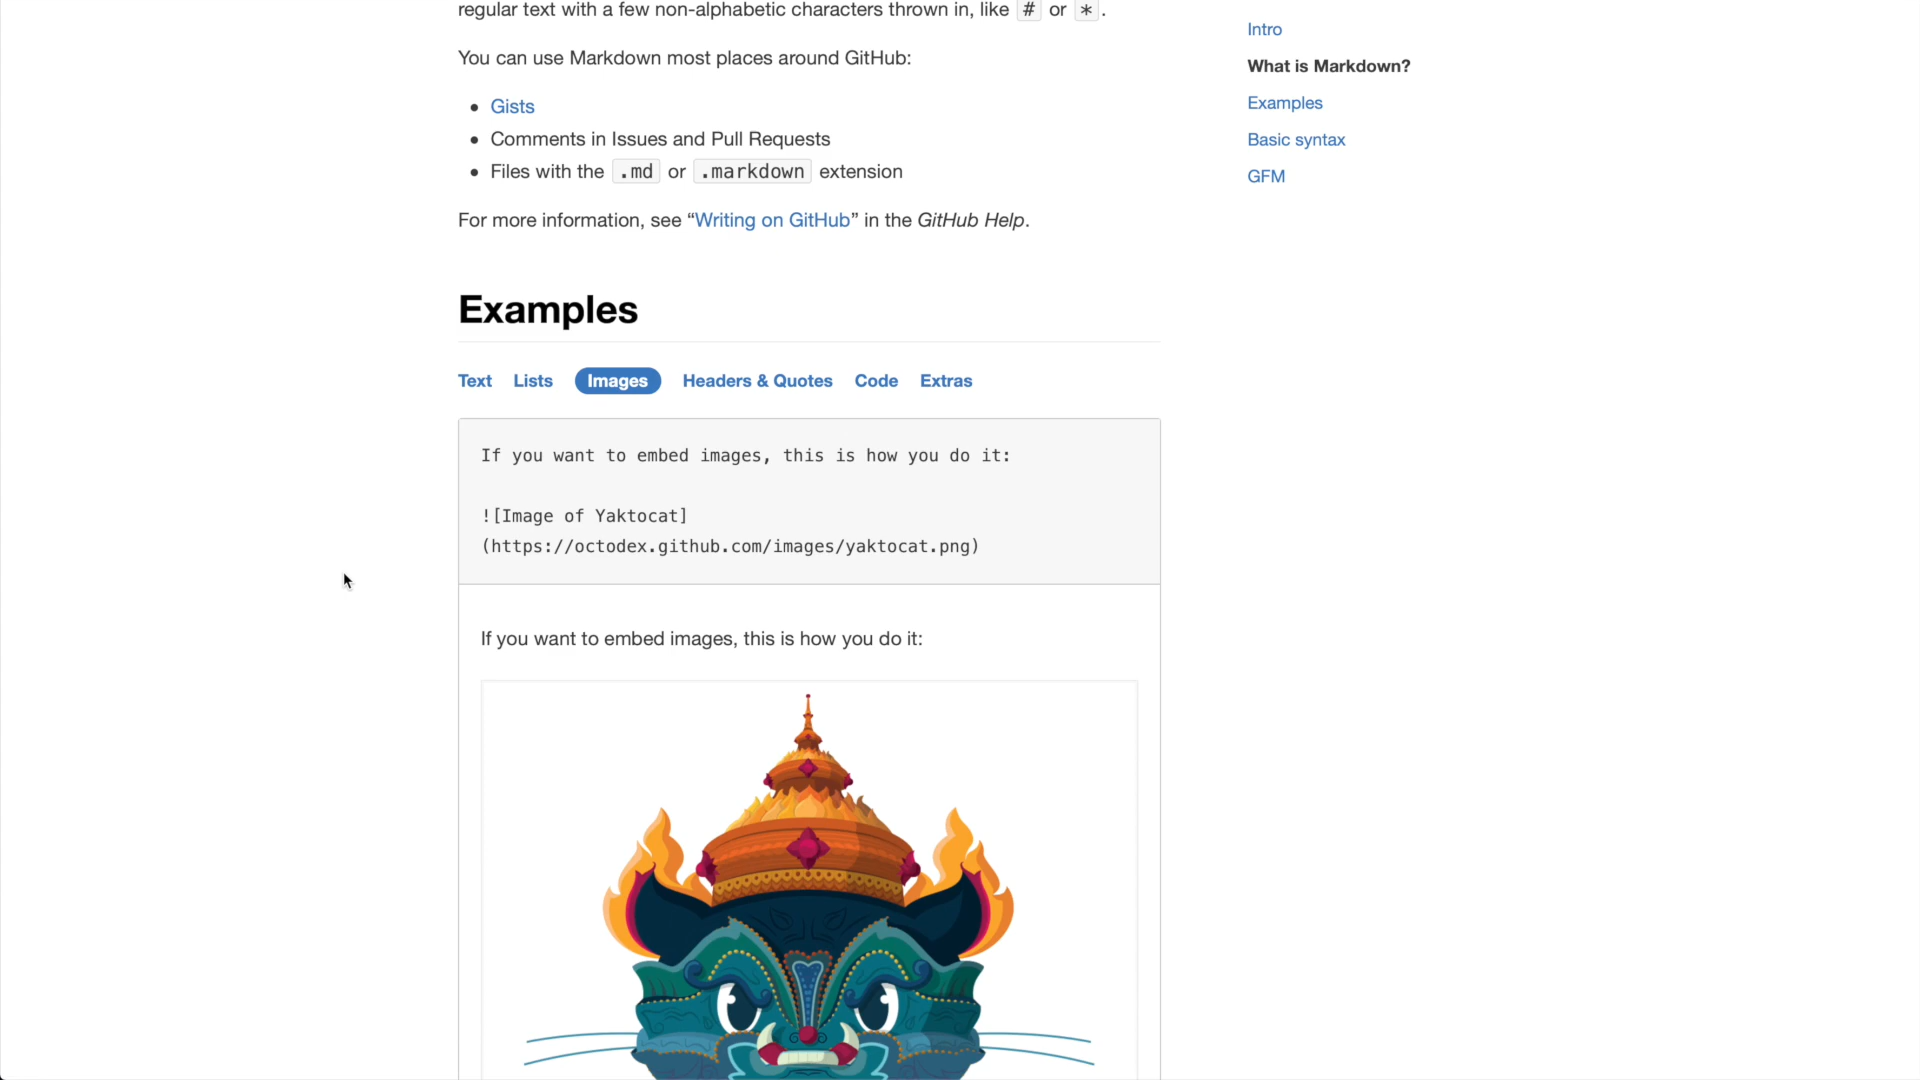 regular text with a few non-alphabetic characters thrown in, like # or *.
You can use Markdown most places around GitHub:
• Gists
• Comments in Issues and Pull Requests
• Files with the .md or .markdown extension
For more information, see “Writing on GitHub” in the GitHub Help.
Examples
Text Lists Images Headers & Quotes Code Extras
If you want to embed images, this is how you do it:
![Image of Yaktocat]
(https://octodex.github.com/images/yaktocat.png)
If you want to embed images, this is how you do it:
Intro
What is Markdown?
Examples
Basic syntax
GFM